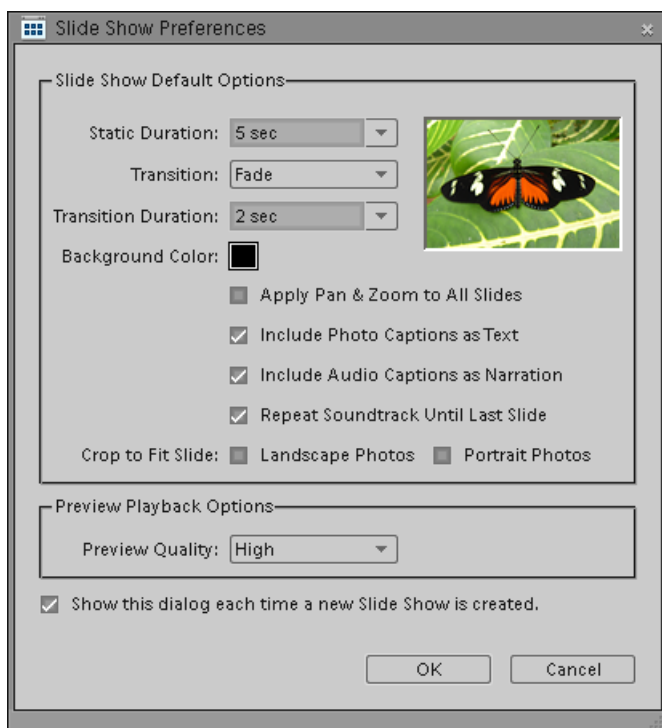 Slide Show Preferences
Slide Show Default Options
Static Duration: 5 sec
Transition: Fade
Transition Duration: 2 sec
Background Color:
Apply Pan & Zoom to All Slides
Include Photo Captions as Text
Include Audio Captions as Narration
Repeat Soundtrack Until Last Slide
Crop to Fit Slide: Landscape Photos Portrait Photos
Preview Playback Options
Preview Quality: High
Show this dialog each time a new Slide Show is created.
OK Cancel